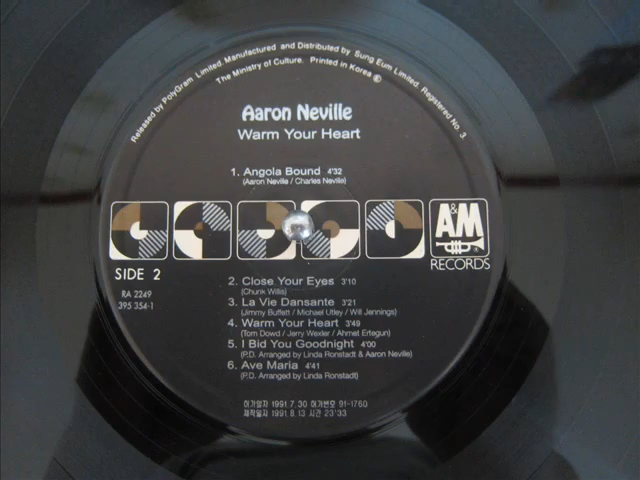 Released by PolyGram Limited. Manufactured and Distributed by Sung Eum Limited. Registered No. 3
The Ministry of Culture. Printed in Korea ⓔ
Aaron Neville
Warm Your Heart
1. Angola Bound 4'32
(Aaron Neville / Charles Neville)
A&M
RECORDS
SIDE 2
RA 2249
395 354-1
2. Close Your Eyes 3'10
(Chunk Willis)
3. La Vie Dansante 3'21
(Jimmy Buffett / Michael Utley / Will Jennings)
4. Warm Your Heart 3'49
(Tom Dowd / Jerry Wexler / Ahmet Ertegun)
5. I Bid You Goodnight 4'00
(P.D. Arranged by Linda Ronstadt & Aaron Neville)
6. Ave Maria 4'41
(P.D. Arranged by Linda Ronstadt)
허가일자 1991.7.30 허가번호 91-1760
제작일자 1991.8.13 시간 23'33